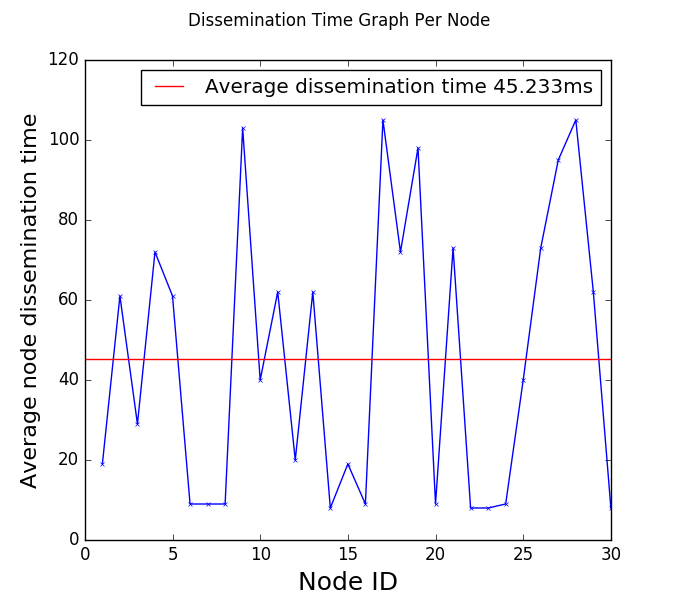 Dissemination Time Graph Per Node
Average dissemination time 45.233ms
Average node dissemination time
120
100
80
60
40
20
0
0 5 10 15 20 25 30
Node ID